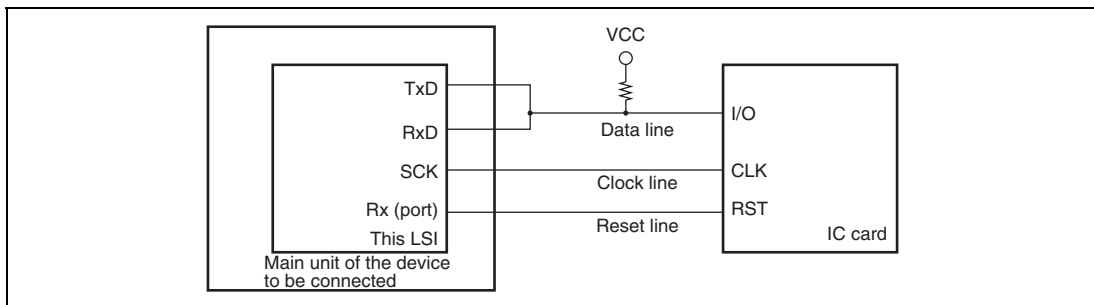 VCC
TxD
RxD
Data line
I/O
SCK
Clock line
CLK
Rx (port)
Reset line
RST
This LSI
IC card
Main unit of the device
to be connected